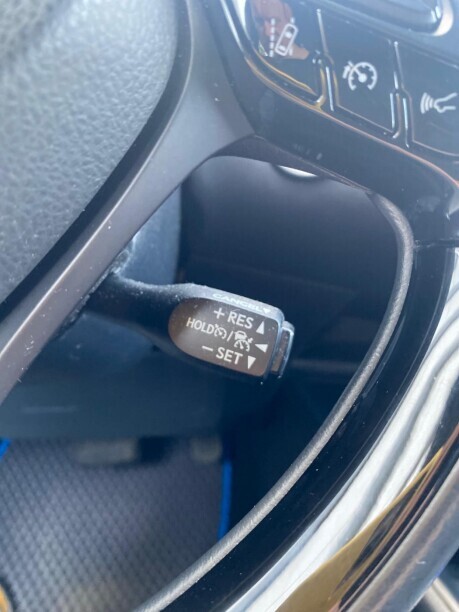 CANCEL
+ RES ▲
HOLD / ◀
− SET ▼